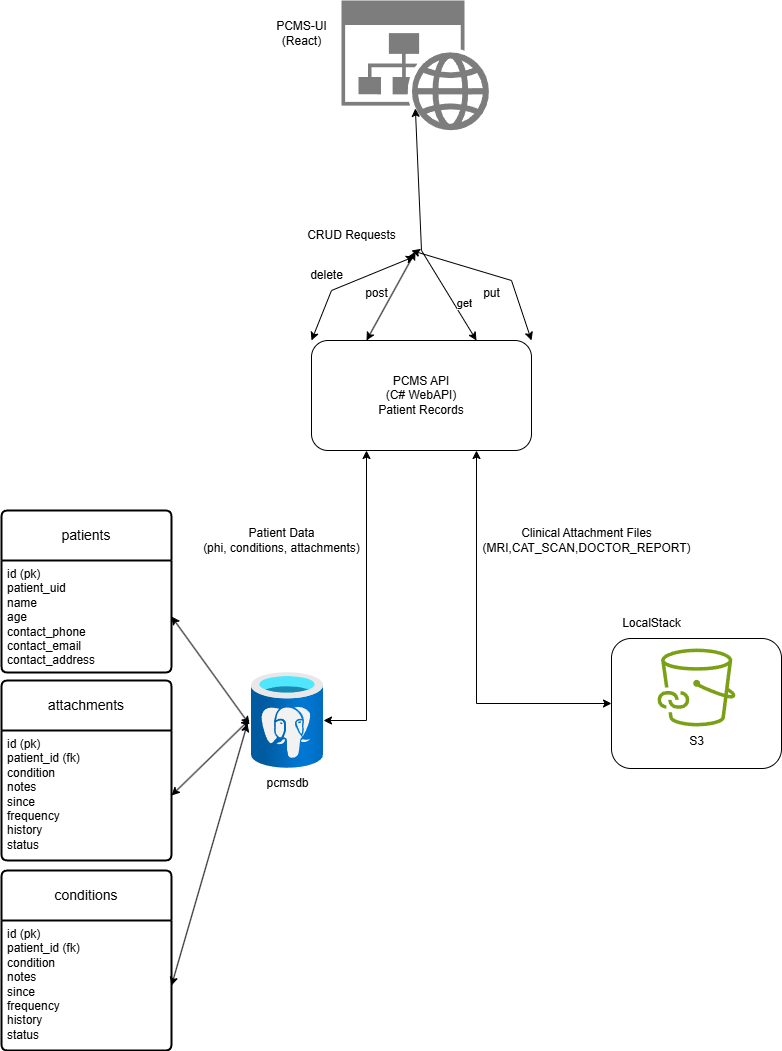 PCMS-UI
(React)
CRUD Requests
delete
post
get
put
PCMS API
(C# WebAPI)
Patient Records
Patient Data
(phi, conditions, attachments)
Clinical Attachment Files
(MRI,CAT_SCAN,DOCTOR_REPORT)
patients
id (pk)
patient_uid
name
age
contact_phone
contact_email
contact_address
attachments
id (pk)
patient_id (fk)
condition
notes
since
frequency
history
status
conditions
id (pk)
patient_id (fk)
condition
notes
since
frequency
history
status
pcmsdb
LocalStack
S3